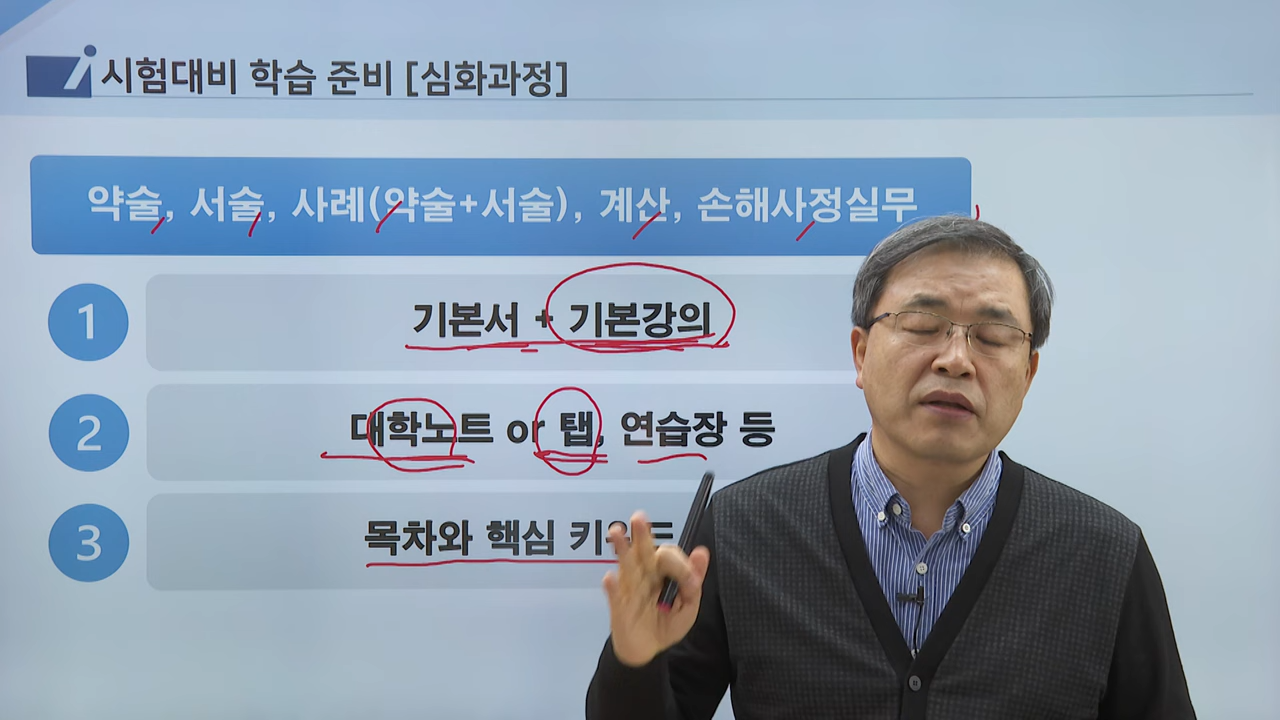 시험대비 학습 준비 [심화과정]
약술, 서술, 사례(약술+서술), 계산, 손해사정실무
1 기본서 + 기본강의
2 대학노트 or 탭, 연습장 등
3 목차와 핵심 키워드